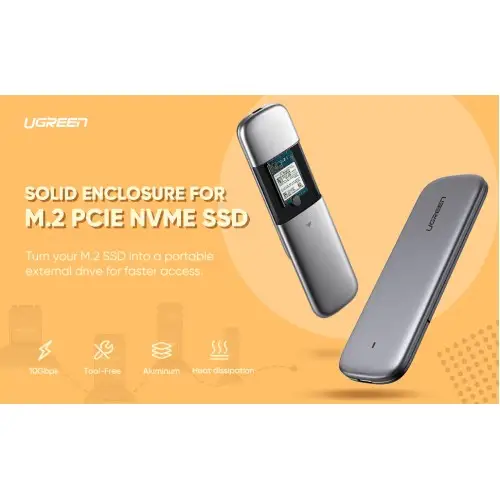 UGREEN
SOLID ENCLOSURE FOR
M.2 PCIE NVME SSD
Turn your M.2 SSD into a portable
external drive for faster access.
10Gbps
Tool-Free
Aluminum
Heat dissipation
UGREEN